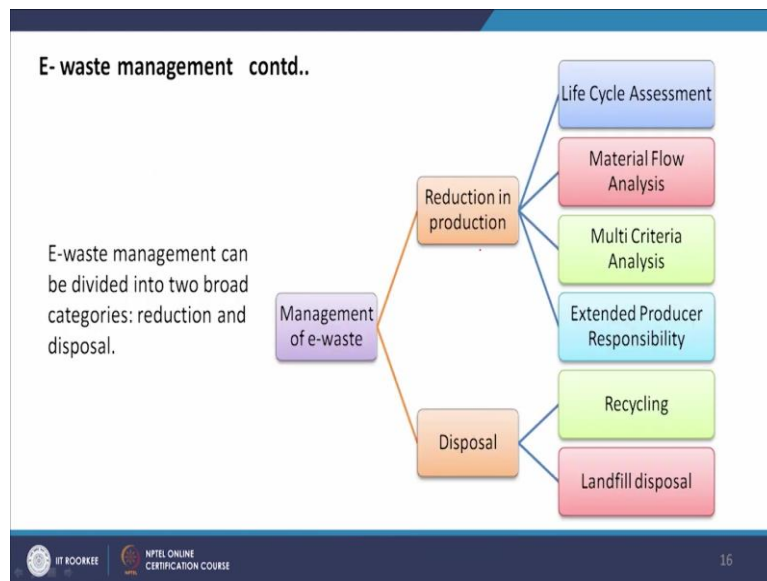 E- waste management contd..
E-waste management can
be divided into two broad
categories: reduction and
disposal.
Management
of e-waste
Reduction in
production
Disposal
Life Cycle Assessment
Material Flow
Analysis
Multi Criteria
Analysis
Extended Producer
Responsibility
Recycling
Landfill disposal
IIT ROORKEE
NPTEL ONLINE
CERTIFICATION COURSE
16